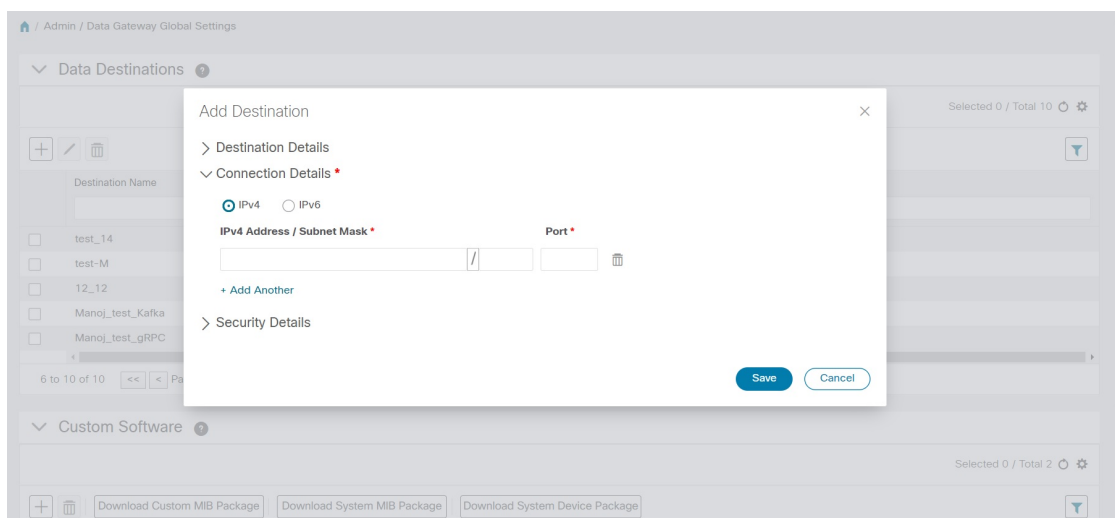 / Admin / Data Gateway Global Settings
Data Destinations ?
Selected 0 / Total 10
Add Destination
Destination Details
Connection Details *
IPv4 IPv6
IPv4 Address / Subnet Mask * Port *
/
+ Add Another
Security Details
Save Cancel
Destination Name
test_14
test-M
12_12
Manoj_test_Kafka
Manoj_test_gRPC
6 to 10 of 10 << < Pa
Custom Software ?
Selected 0 / Total 2
Download Custom MIB Package Download System MIB Package Download System Device Package